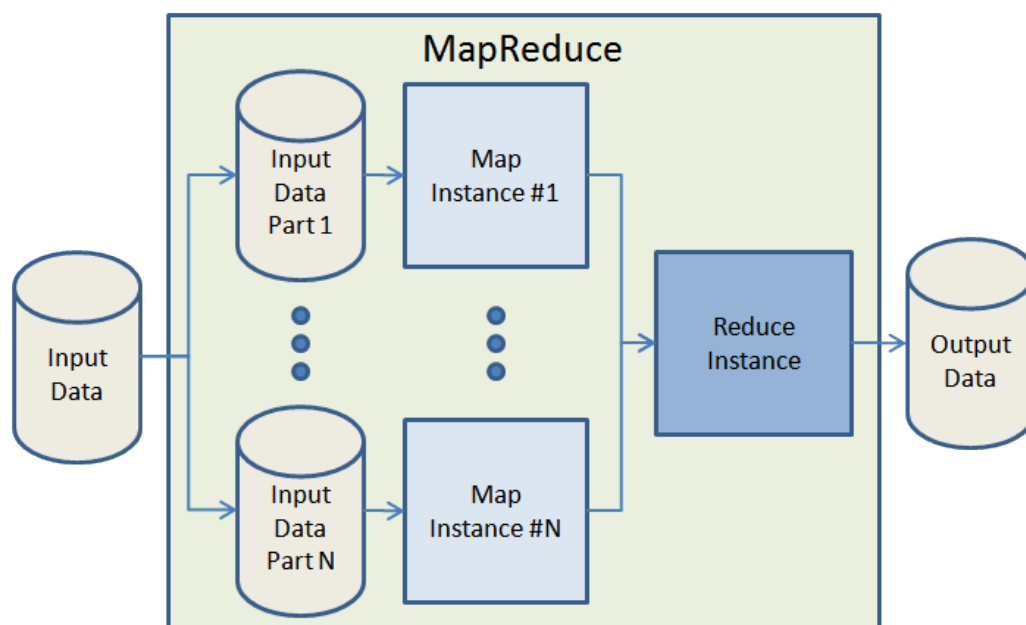 MapReduce
Input
Data
Part 1
Map
Instance #1
Input
Data
Reduce
Instance
Output
Data
Input
Data
Part N
Map
Instance #N